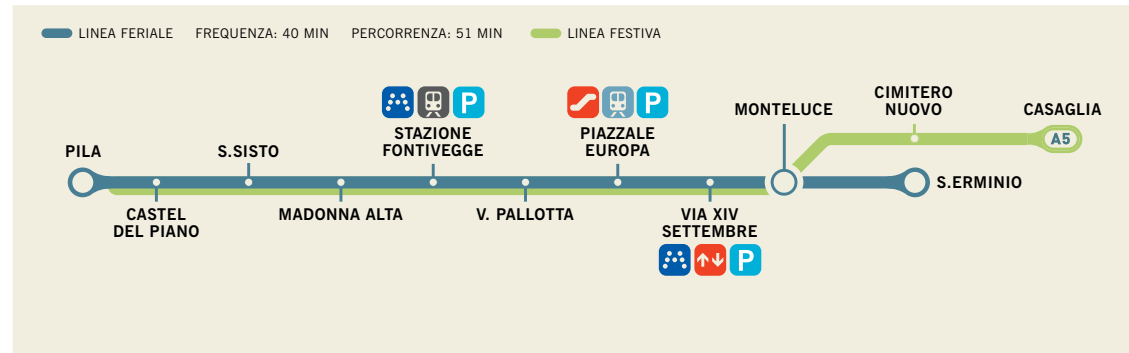 LINEA FERIALE FREQUENZA: 40 MIN PERCORRENZA: 51 MIN LINEA FESTIVA
CIMITERO
NUOVO
CASAGLIA
MONTELUCE
P
P
STAZIONE
FONTIVEGGE
PIAZZALE
EUROPA
A5
PILA
S.SISTO
S.ERMINIO
CASTEL
DEL PIANO
MADONNA ALTA
V. PALLOTTA
VIA XIV
SETTEMBRE
P